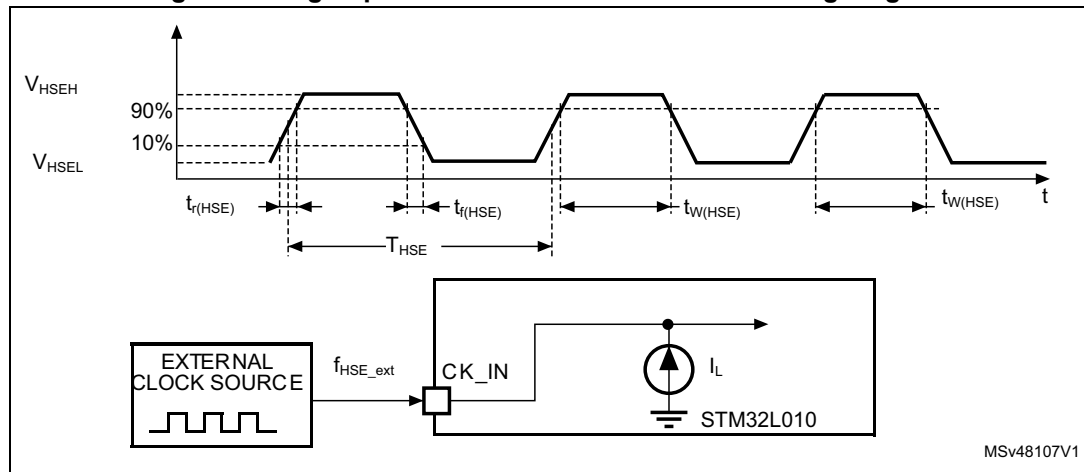 V_HSEH
90%
10%
V_HSEL
t_r(HSE)
t_f(HSE)
t_W(HSE)
t_W(HSE)
t
T_HSE
EXTERNAL
CLOCK SOURCE
f_HSE_ext
CK_IN
I_L
STM32L010
MSv48107V1